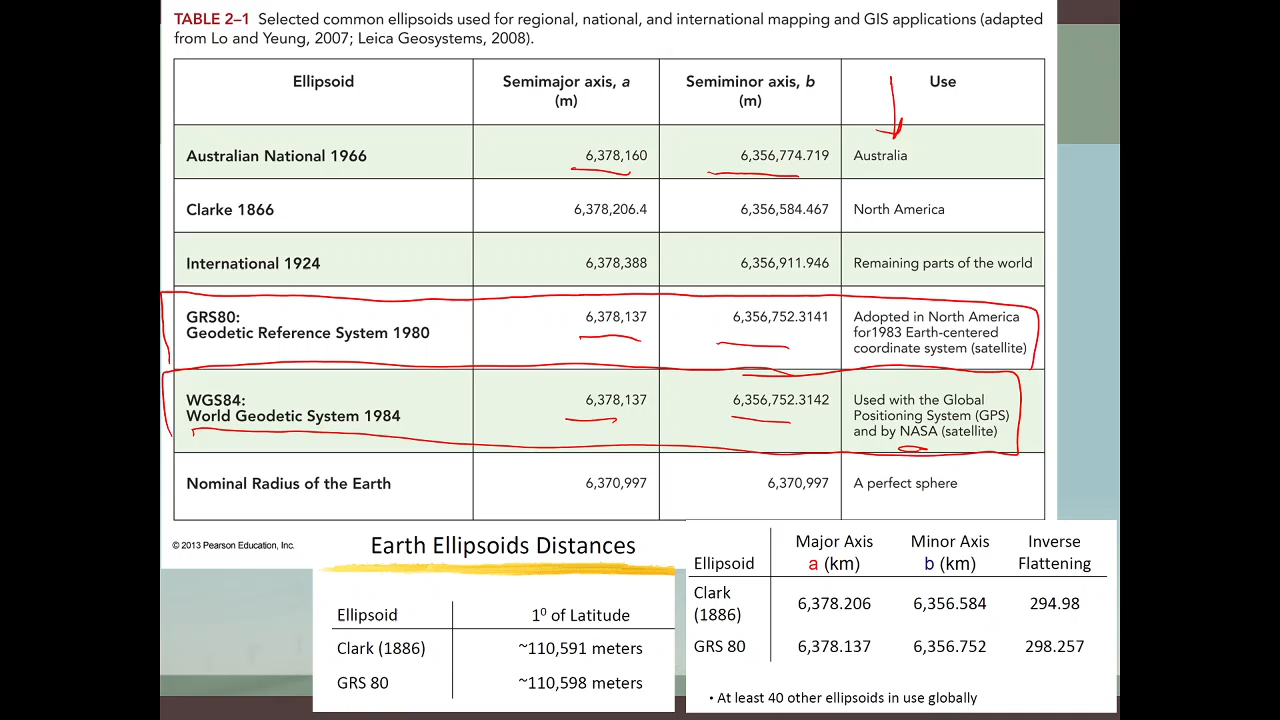 TABLE 2–1 Selected common ellipsoids used for regional, national, and international mapping and GIS applications (adapted
from Lo and Yeung, 2007; Leica Geosystems, 2008).
Ellipsoid Semimajor axis, a Semiminor axis, b Use
(m) (m)
Australian National 1966 6,378,160 6,356,774.719 Australia
Clarke 1866 6,378,206.4 6,356,584.467 North America
International 1924 6,378,388 6,356,911.946 Remaining parts of the world
GRS80: 6,378,137 6,356,752.3141 Adopted in North America
Geodetic Reference System 1980 for1983 Earth-centered
coordinate system (satellite)
WGS84: 6,378,137 6,356,752.3142 Used with the Global
World Geodetic System 1984 Positioning System (GPS)
and by NASA (satellite)
Nominal Radius of the Earth 6,370,997 6,370,997 A perfect sphere
© 2013 Pearson Education, Inc.
Earth Ellipsoids Distances
Ellipsoid 1⁰ of Latitude
Clark (1886) ~110,591 meters
GRS 80 ~110,598 meters
Major Axis Minor Axis Inverse
Ellipsoid a (km) b (km) Flattening
Clark
(1886) 6,378.206 6,356.584 294.98
GRS 80 6,378.137 6,356.752 298.257
• At least 40 other ellipsoids in use globally